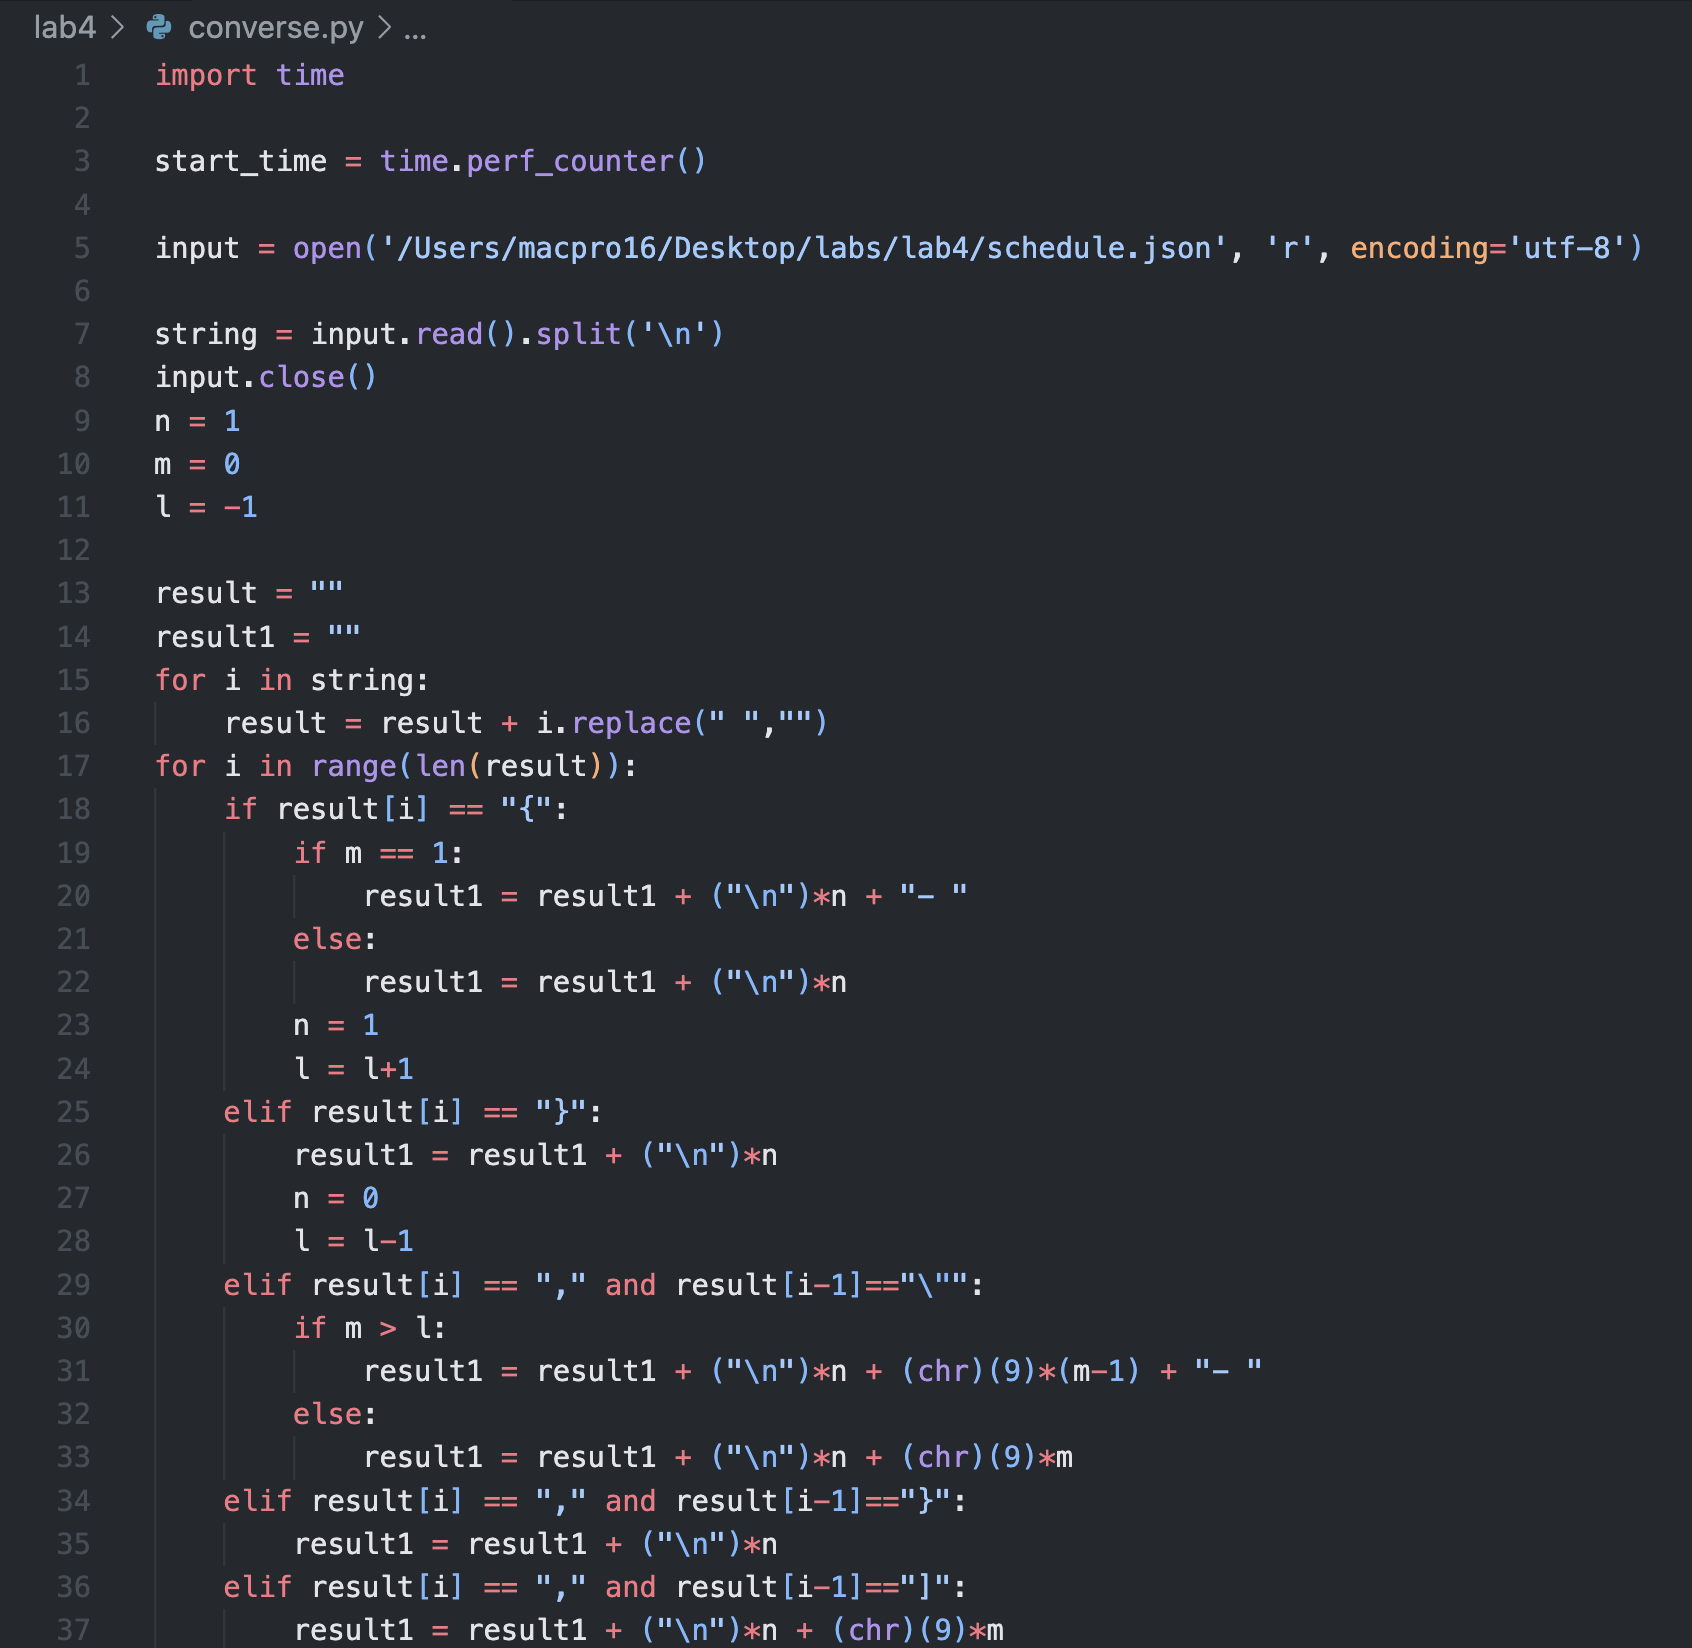 lab4 > converse.py > ...
1 import time
2
3 start_time = time.perf_counter()
4
5 input = open('/Users/macpro16/Desktop/labs/lab4/schedule.json', 'r', encoding='utf-8')
6
7 string = input.read().split('\n')
8 input.close()
9 n = 1
10 m = 0
11 l = -1
12
13 result = ""
14 result1 = ""
15 for i in string:
16     result = result + i.replace(" ","")
17 for i in range(len(result)):
18     if result[i] == "{":
19         if m == 1:
20             result1 = result1 + ("\n")*n + "- "
21         else:
22             result1 = result1 + ("\n")*n
23         n = 1
24         l = l+1
25     elif result[i] == "}":
26         result1 = result1 + ("\n")*n
27         n = 0
28         l = l-1
29     elif result[i] == "," and result[i-1]=="\"":
30         if m > l:
31             result1 = result1 + ("\n")*n + (chr)(9)*(m-1) + "- "
32         else:
33             result1 = result1 + ("\n")*n + (chr)(9)*m
34     elif result[i] == "," and result[i-1]=="}":
35         result1 = result1 + ("\n")*n
36     elif result[i] == "," and result[i-1]=="]":
37         result1 = result1 + ("\n")*n + (chr)(9)*m